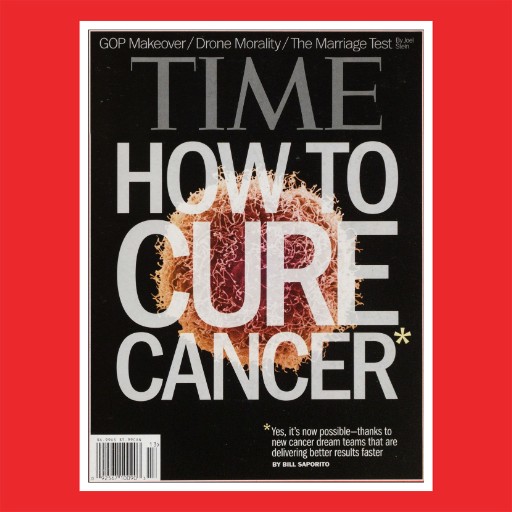 GOP Makeover/Drone Morality/The Marriage Test By Joel Stein
TIME
HOW TO
CURE
CANCER*
*Yes, it's now possible—thanks to
new cancer dream teams that are
delivering better results faster
BY BILL SAPORITO